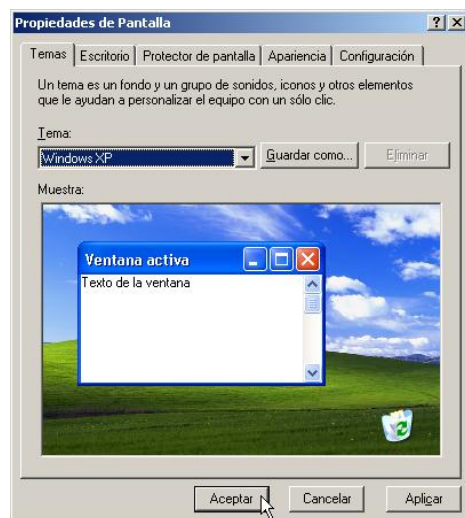 Propiedades de Pantalla
Temas Escritorio Protector de pantalla Apariencia Configuración
Un tema es un fondo y un grupo de sonidos, iconos y otros elementos
que le ayudan a personalizar el equipo con un sólo clic.
Tema:
Windows XP Guardar como... Eliminar
Muestra:
Ventana activa
Texto de la ventana
Aceptar Cancelar Aplicar